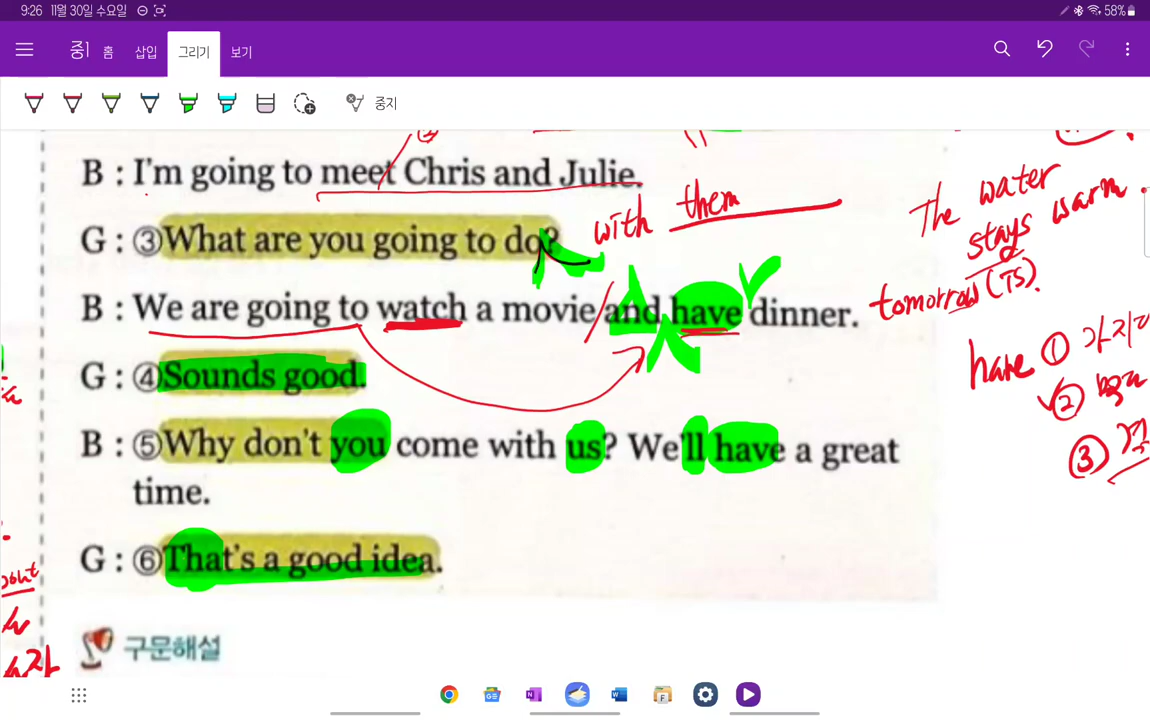 9:26 11월 30일 수요일 58%
중1 홈 삽입 그리기 보기
중지
B : I'm going to meet Chris and Julie.
G : ③What are you going to do?
with them
B : We are going to watch a movie and have dinner.
G : ④Sounds good.
B : ⑤Why don't you come with us? We'll have a great
time.
G : ⑥That's a good idea.
구문해설
The water
stays warm.
tomorrow (TS).
have ① 가지
②
③